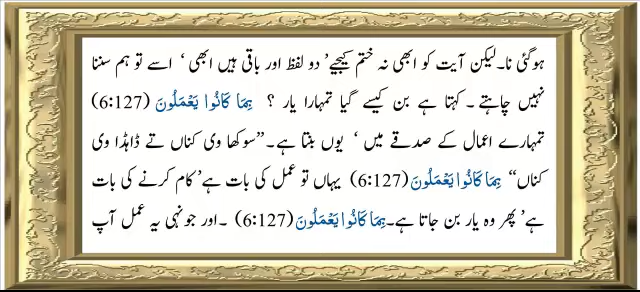 ہوگئی نا۔لیکن آیت کو ابھی نہ ختم کیجیے’ دو لفظ اور باقی ہیں ابھی ‘ اسے تو ہم سننا
نہیں چاہتے ۔ کہتا ہے بن کیسے گیا تمہارا یار ؟ بِمَا كَانُوا يَعْمَلُونَ (6:127)
تمہارے اعمال کے صدقے میں ‘ یوں بنتا ہے۔”سوکھا وی کناں تے ڈاہڈا وی
کناں“ بِمَا كَانُوا يَعْمَلُونَ (6:127) یہاں تو عمل کی بات ہے’ کام کرنے کی بات
ہے’ پھر وہ یار بن جاتا ہے۔ بِمَا كَانُوا يَعْمَلُونَ (6:127) ۔اور جونہی یہ عمل آپ